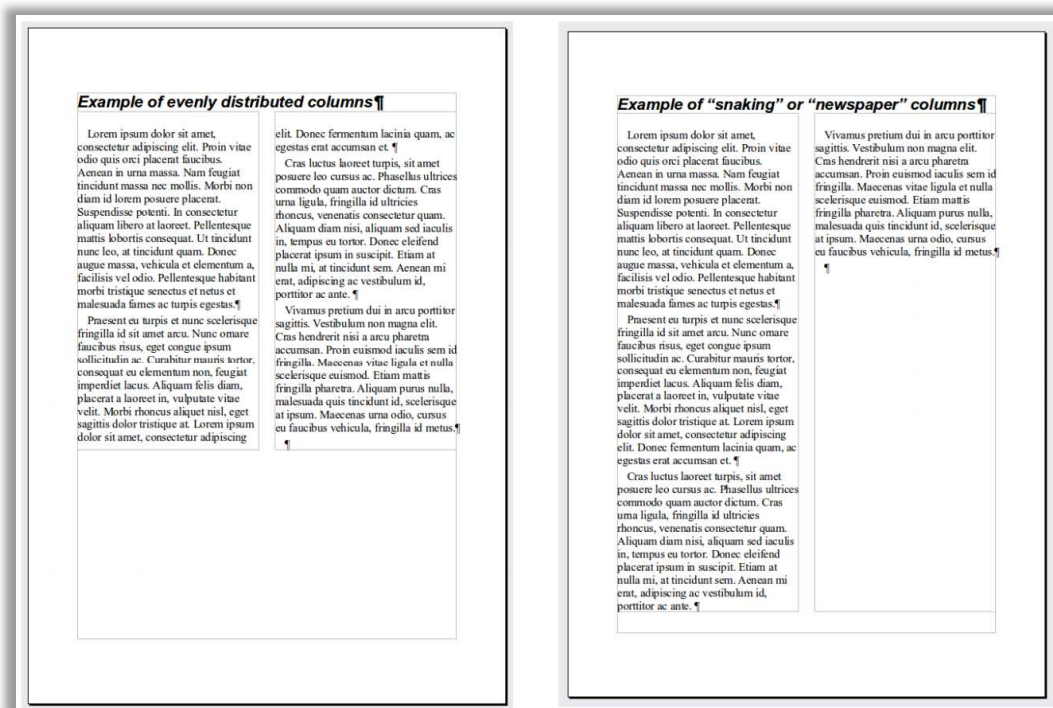 Example of evenly distributed columns¶
Lorem ipsum dolor sit amet,
consectetur adipiscing elit. Proin vitae
odio quis orci placerat faucibus.
Aenean in urna massa. Nam feugiat
tincidunt massa nec mollis. Morbi non
diam id lorem posuere placerat.
Suspendisse potenti. In consectetur
aliquam libero at laoreet. Pellentesque
mattis lobortis consequat. Ut tincidunt
nunc leo, at tincidunt quam. Donec
augue massa, vehicula et elementum a,
facilisis vel odio. Pellentesque habitant
morbi tristique senectus et netus et
malesuada fames ac turpis egestas.¶
Praesent eu turpis et nunc scelerisque
fringilla id sit amet arcu. Nunc ornare
faucibus risus, eget congue ipsum
sollicitudin ac. Curabitur mauris tortor,
consequat eu elementum non, feugiat
imperdiet lacus. Aliquam felis diam,
placerat a laoreet in, vulputate vitae
velit. Morbi rhoncus aliquet nisl, eget
sagittis dolor tristique at. Lorem ipsum
dolor sit amet, consectetur adipiscing
elit. Donec fermentum lacinia quam, ac
egestas erat accumsan et. ¶
Cras luctus laoreet turpis, sit amet
posuere leo cursus ac. Phasellus ultrices
commodo quam auctor dictum. Cras
urna ligula, fringilla id ultricies
rhoncus, venenatis consectetur quam.
Aliquam diam nisi, aliquam sed iaculis
in, tempus eu tortor. Donec eleifend
placerat ipsum in suscipit. Etiam at
nulla mi, at tincidunt sem. Aenean mi
erat, adipiscing ac vestibulum id,
porttitor ac ante. ¶
Vivamus pretium dui in arcu porttitor
sagittis. Vestibulum non magna elit.
Cras hendrerit nisi a arcu pharetra
accumsan. Proin euismod iaculis sem id
fringilla. Maecenas vitae ligula et nulla
scelerisque euismod. Etiam mattis
fringilla pharetra. Aliquam purus nulla,
malesuada quis tincidunt id, scelerisque
at ipsum. Maecenas urna odio, cursus
eu faucibus vehicula, fringilla id metus.¶
¶
Example of “snaking” or “newspaper” columns¶
Lorem ipsum dolor sit amet,
consectetur adipiscing elit. Proin vitae
odio quis orci placerat faucibus.
Aenean in urna massa. Nam feugiat
tincidunt massa nec mollis. Morbi non
diam id lorem posuere placerat.
Suspendisse potenti. In consectetur
aliquam libero at laoreet. Pellentesque
mattis lobortis consequat. Ut tincidunt
nunc leo, at tincidunt quam. Donec
augue massa, vehicula et elementum a,
facilisis vel odio. Pellentesque habitant
morbi tristique senectus et netus et
malesuada fames ac turpis egestas.¶
Praesent eu turpis et nunc scelerisque
fringilla id sit amet arcu. Nunc ornare
faucibus risus, eget congue ipsum
sollicitudin ac. Curabitur mauris tortor,
consequat eu elementum non, feugiat
imperdiet lacus. Aliquam felis diam,
placerat a laoreet in, vulputate vitae
velit. Morbi rhoncus aliquet nisl, eget
sagittis dolor tristique at. Lorem ipsum
dolor sit amet, consectetur adipiscing
elit. Donec fermentum lacinia quam, ac
egestas erat accumsan et. ¶
Cras luctus laoreet turpis, sit amet
posuere leo cursus ac. Phasellus ultrices
commodo quam auctor dictum. Cras
urna ligula, fringilla id ultricies
rhoncus, venenatis consectetur quam.
Aliquam diam nisi, aliquam sed iaculis
in, tempus eu tortor. Donec eleifend
placerat ipsum in suscipit. Etiam at
nulla mi, at tincidunt sem. Aenean mi
erat, adipiscing ac vestibulum id,
porttitor ac ante. ¶
Vivamus pretium dui in arcu porttitor
sagittis. Vestibulum non magna elit.
Cras hendrerit nisi a arcu pharetra
accumsan. Proin euismod iaculis sem id
fringilla. Maecenas vitae ligula et nulla
scelerisque euismod. Etiam mattis
fringilla pharetra. Aliquam purus nulla,
malesuada quis tincidunt id, scelerisque
at ipsum. Maecenas urna odio, cursus
eu faucibus vehicula, fringilla id metus.¶
¶